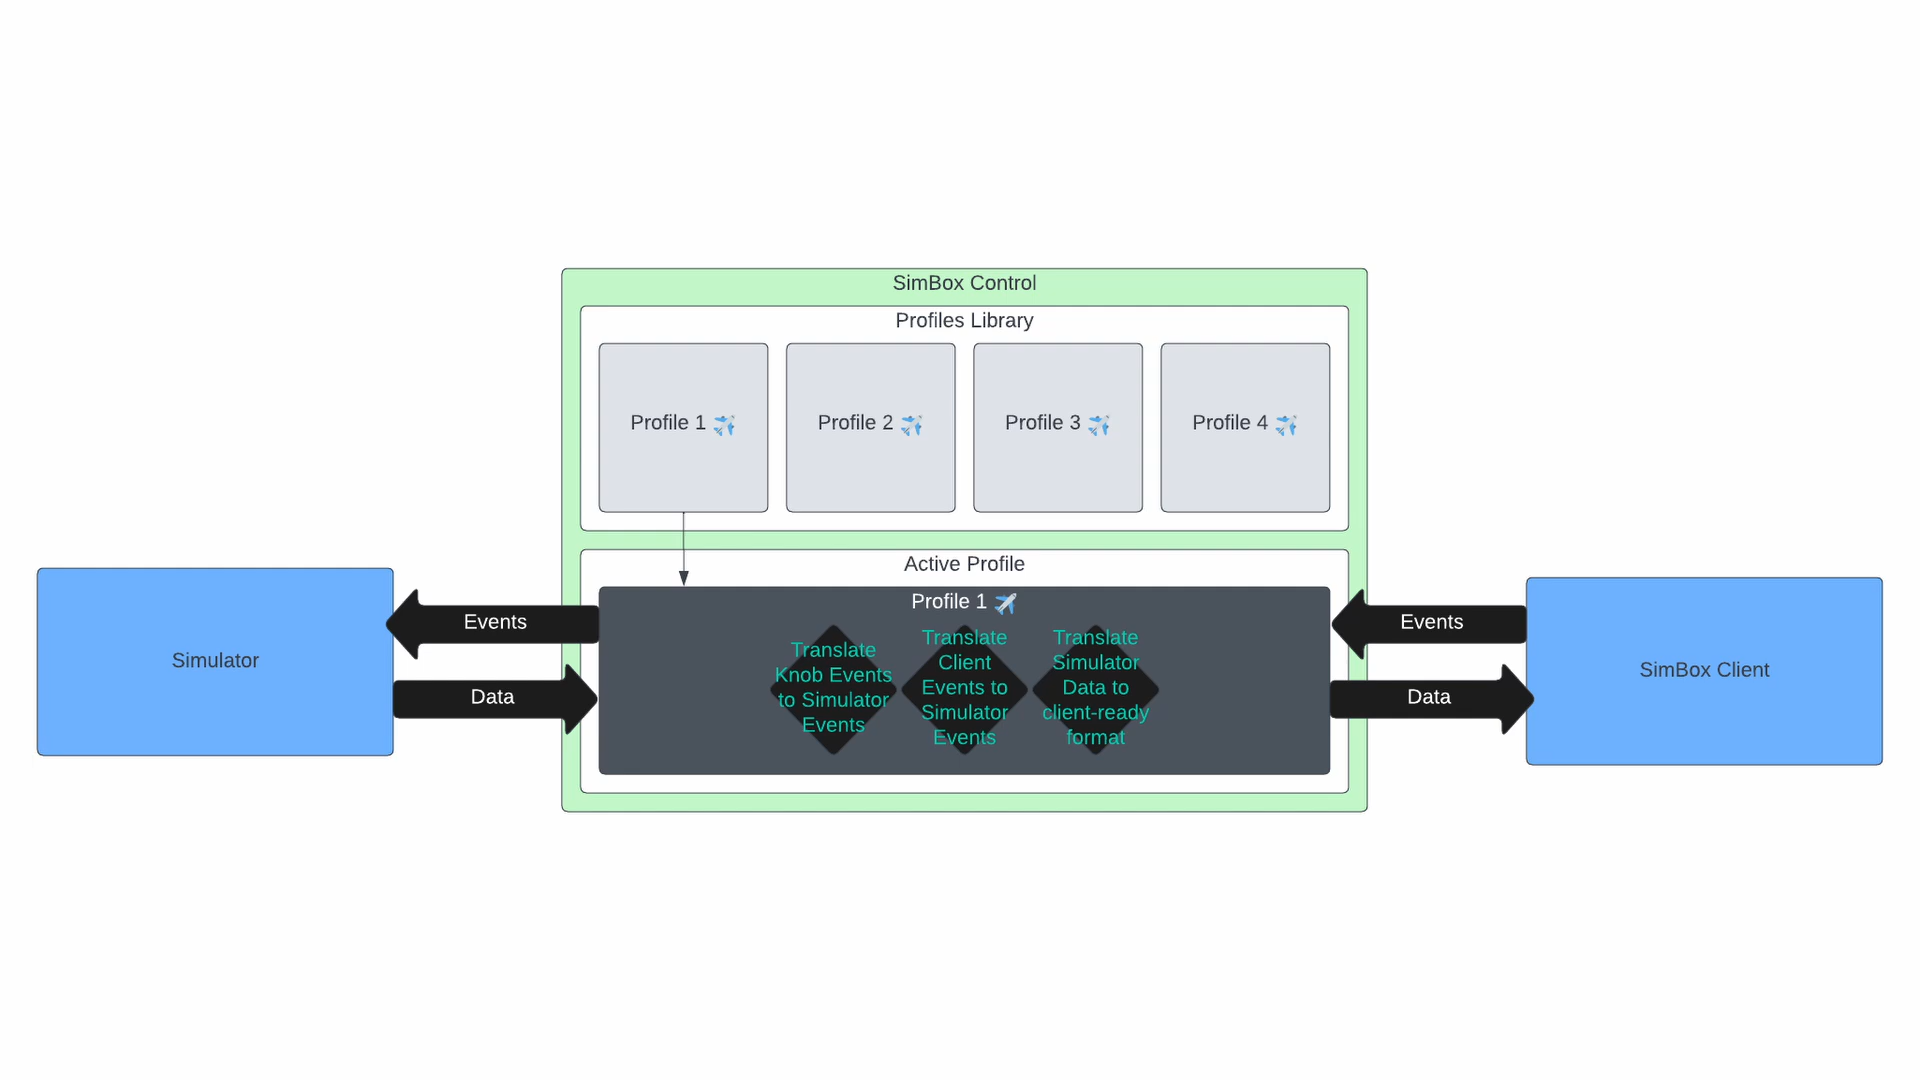 SimBox Control
Profiles Library
Profile 1 ✈️
Profile 2 ✈️
Profile 3 ✈️
Profile 4 ✈️
Active Profile
Profile 1 ✈️
Simulator
Events
Data
Translate
Knob Events
to Simulator
Events
Translate
Client
Events to
Simulator
Events
Translate
Simulator
Data to
client-ready
format
Events
Data
SimBox Client